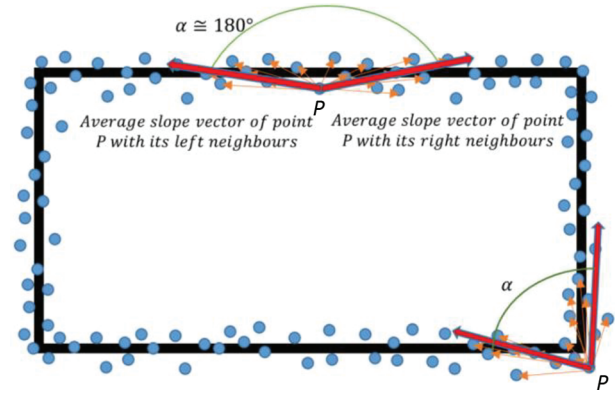 α ≅ 180°
P
Average slope vector of point
P with its left neighbours
Average slope vector of point
P with its right neighbours
α
P